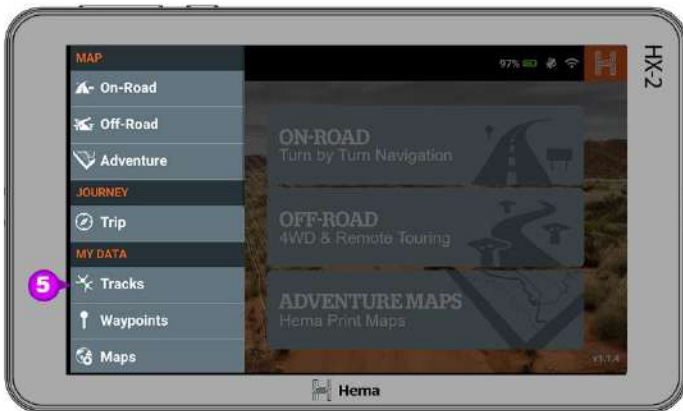 MAP
On-Road
Off-Road
Adventure
JOURNEY
Trip
MY DATA
5 Tracks
Waypoints
Maps
97%
H
ON-ROAD
Turn by Turn Navigation
OFF-ROAD
4WD & Remote Touring
ADVENTURE MAPS
Hema Print Maps
v1.1.4
HX-2
Hema